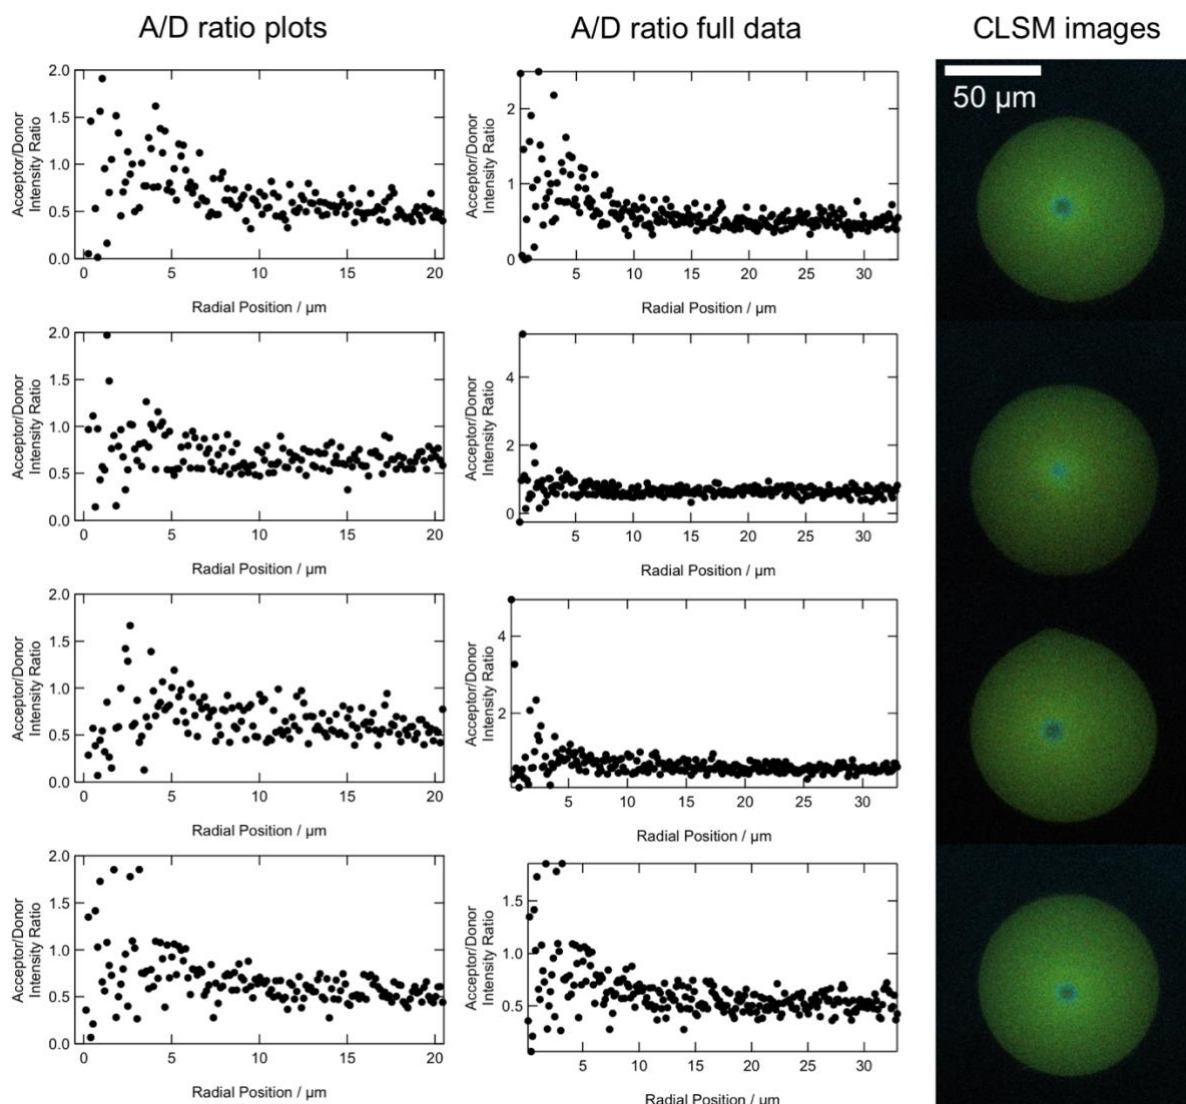 A/D ratio plots
A/D ratio full data
CLSM images
2.0
1.5
1.0
0.5
0.0
Acceptor/Donor
Intensity Ratio
0 5 10 15 20
Radial Position / µm
2
1
0
Acceptor/Donor
Intensity Ratio
5 10 15 20 25 30
Radial Position / µm
50 µm
2.0
1.5
1.0
0.5
0.0
Acceptor/Donor
Intensity Ratio
0 5 10 15 20
Radial Position / µm
4
2
0
Acceptor/Donor
Intensity Ratio
5 10 15 20 25 30
Radial Position / µm
2.0
1.5
1.0
0.5
0.0
Acceptor/Donor
Intensity Ratio
0 5 10 15 20
Radial Position / µm
4
2
Acceptor/Donor
Intensity Ratio
5 10 15 20 25 30
Radial Position / µm
2.0
1.5
1.0
0.5
0.0
Acceptor/Donor
Intensity Ratio
0 5 10 15 20
Radial Position / µm
1.5
1.0
0.5
Acceptor/Donor
Intensity Ratio
5 10 15 20 25 30
Radial Position / µm